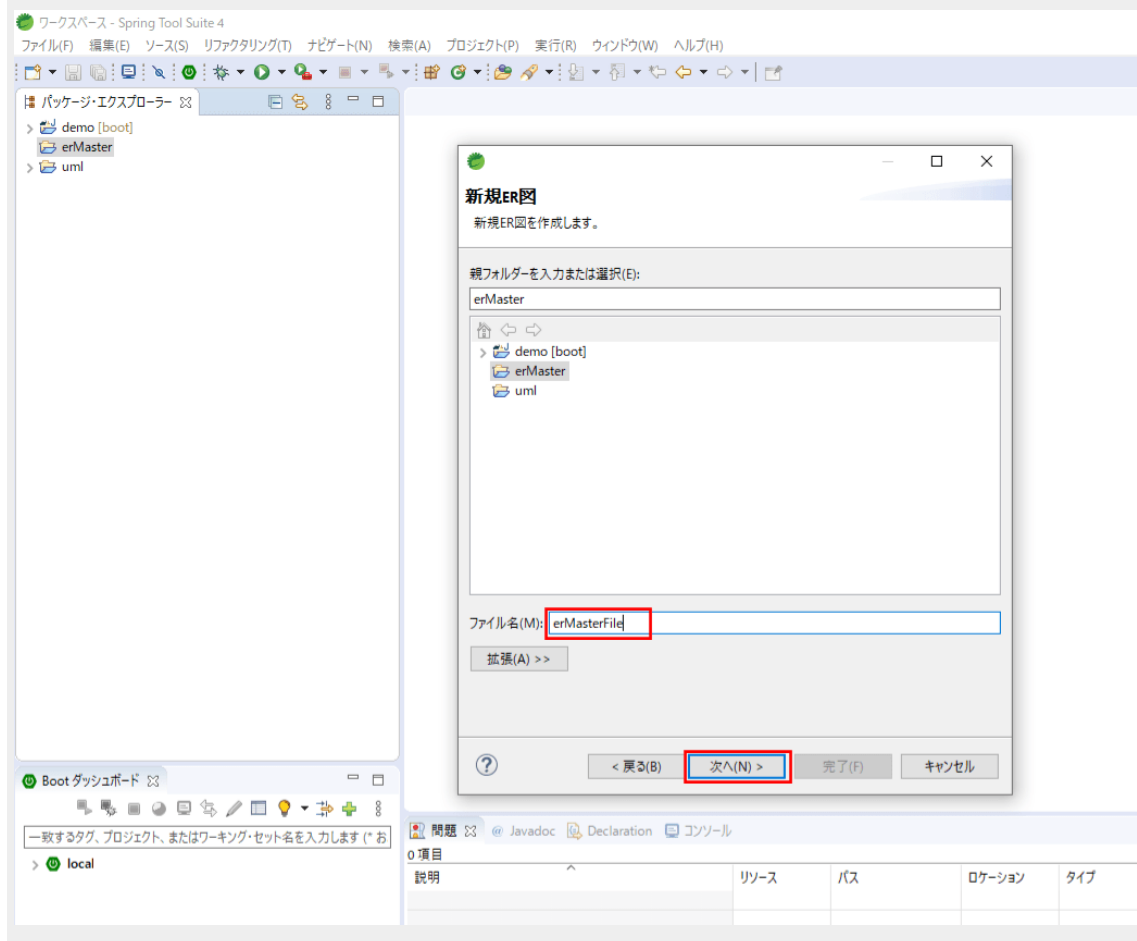 ワークスペース - Spring Tool Suite 4
ファイル(F) 編集(E) ソース(S) リファクタリング(T) ナビゲート(N) 検索(A) プロジェクト(P) 実行(R) ウィンドウ(W) ヘルプ(H)
パッケージ・エクスプローラー
demo [boot]
erMaster
uml
新規ER図
新規ER図を作成します。
親フォルダーを入力または選択(E):
erMaster
demo [boot]
erMaster
uml
ファイル名(M): erMasterFile
拡張(A) >>
< 戻る(B) 次へ(N) > 完了(F) キャンセル
Boot ダッシュボード
一致するタグ、プロジェクト、またはワーキング・セット名を入力します (* お
local
問題 @ Javadoc Declaration コンソール
0 項目
説明 リソース パス ロケーション タイプ